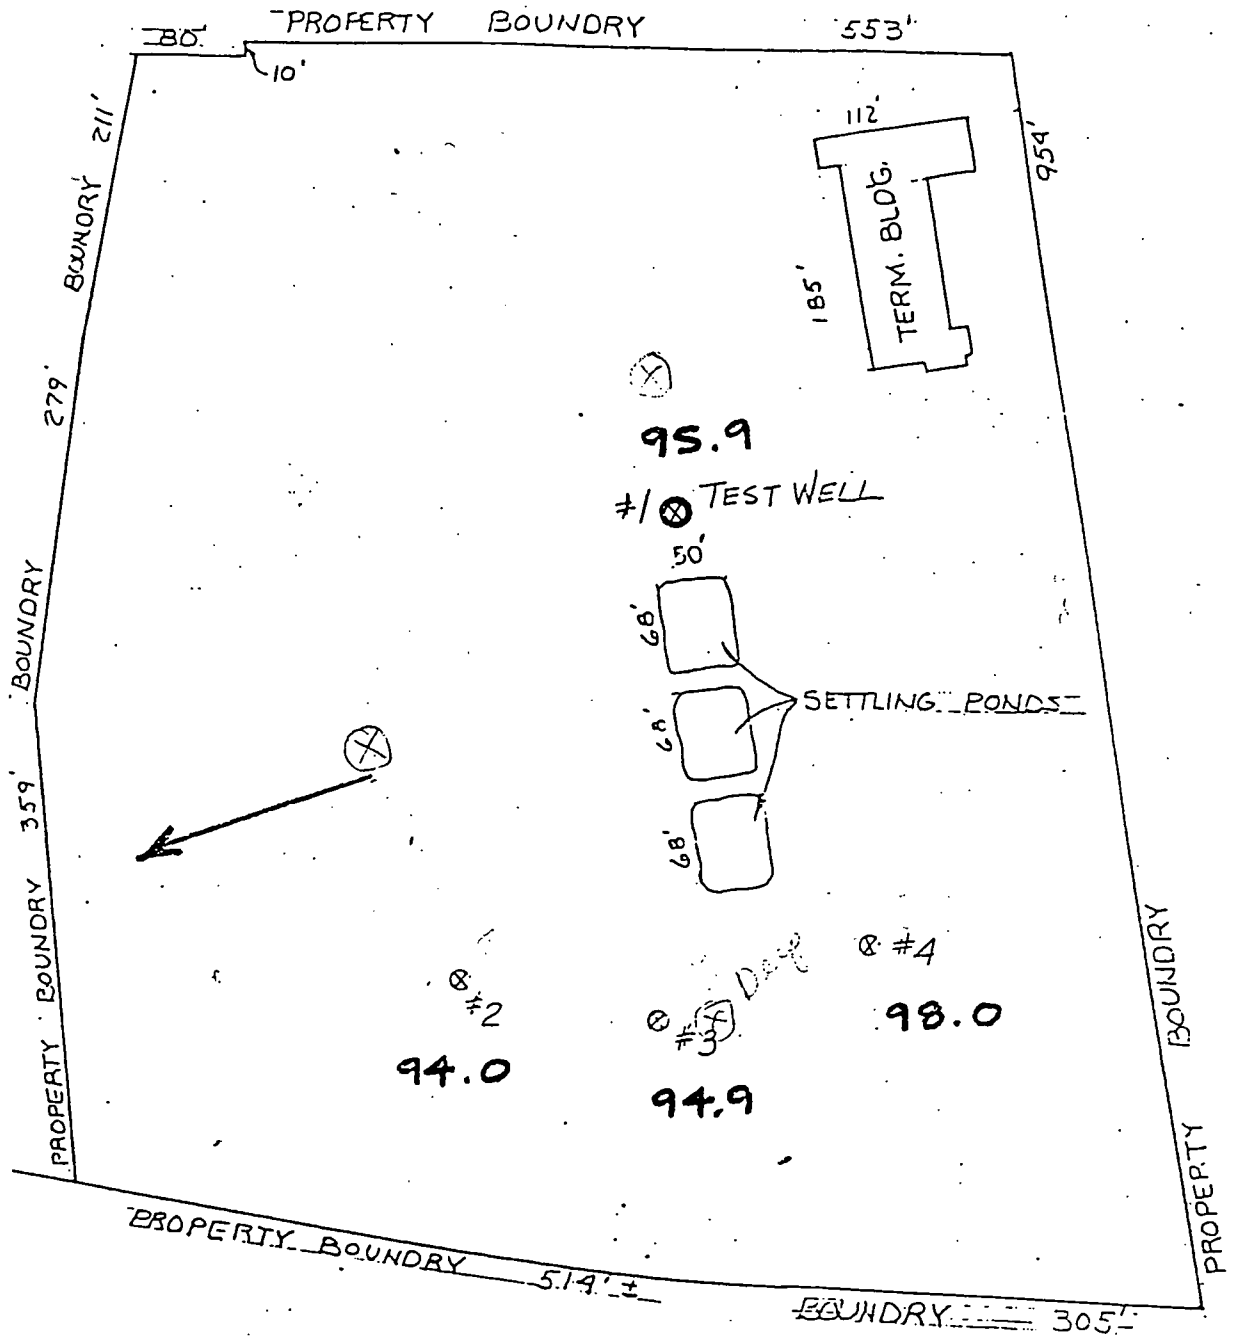 PROPERTY BOUNDRY 553'
80'
10'
BOUNDRY 211'
112'
954'
TERM. BLDG.
185'
279'
95.9
#1 TEST WELL
50'
68'
BOUNDRY
SETTLING PONDS
68'
359'
68'
#4
#2
#3
98.0
94.0
94.9
PROPERTY BOUNDRY
PROPERTY BOUNDRY
PROPERTY BOUNDRY 514' ±
BOUNDRY 305'